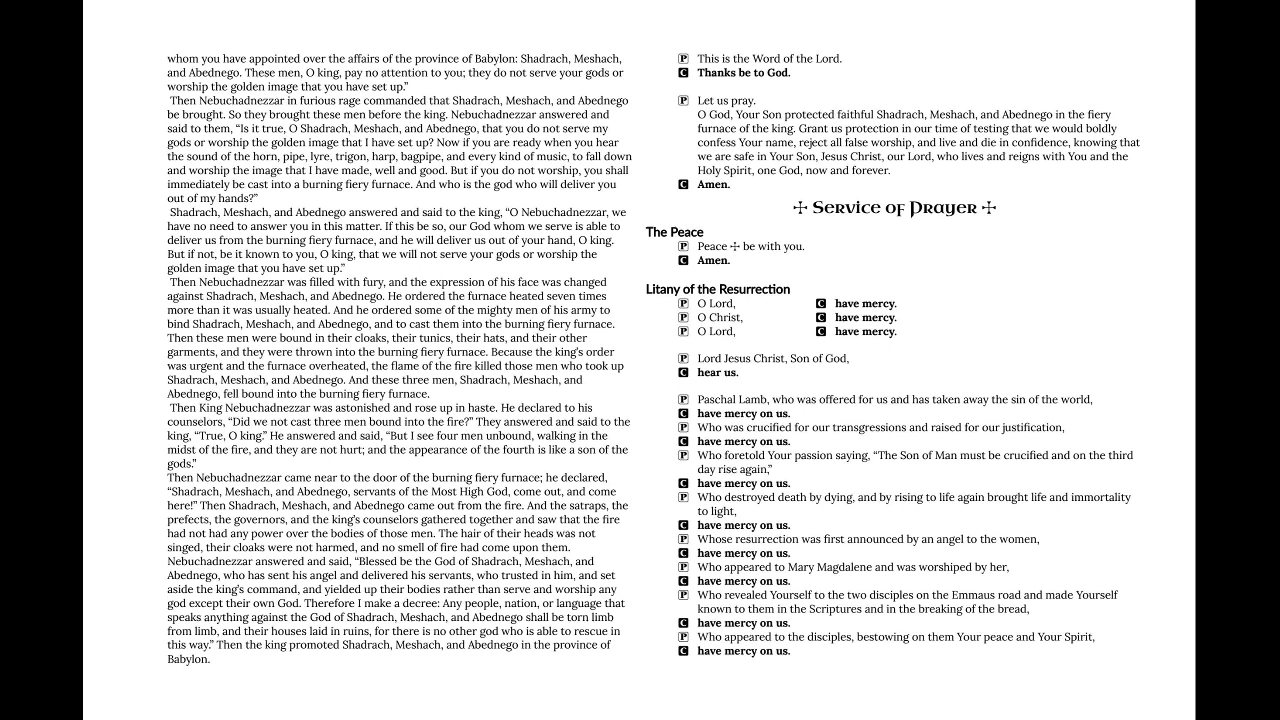 whom you have appointed over the affairs of the province of Babylon: Shadrach, Meshach,
and Abednego. These men, O king, pay no attention to you; they do not serve your gods or
worship the golden image that you have set up.”
Then Nebuchadnezzar in furious rage commanded that Shadrach, Meshach, and Abednego
be brought. So they brought these men before the king. Nebuchadnezzar answered and
said to them, “Is it true, O Shadrach, Meshach, and Abednego, that you do not serve my
gods or worship the golden image that I have set up? Now if you are ready when you hear
the sound of the horn, pipe, lyre, trigon, harp, bagpipe, and every kind of music, to fall down
and worship the image that I have made, well and good. But if you do not worship, you shall
immediately be cast into a burning fiery furnace. And who is the god who will deliver you
out of my hands?”
Shadrach, Meshach, and Abednego answered and said to the king, “O Nebuchadnezzar, we
have no need to answer you in this matter. If this be so, our God whom we serve is able to
deliver us from the burning fiery furnace, and he will deliver us out of your hand, O king.
But if not, be it known to you, O king, that we will not serve your gods or worship the
golden image that you have set up.”
Then Nebuchadnezzar was filled with fury, and the expression of his face was changed
against Shadrach, Meshach, and Abednego. He ordered the furnace heated seven times
more than it was usually heated. And he ordered some of the mighty men of his army to
bind Shadrach, Meshach, and Abednego, and to cast them into the burning fiery furnace.
Then these men were bound in their cloaks, their tunics, their hats, and their other
garments, and they were thrown into the burning fiery furnace. Because the king’s order
was urgent and the furnace overheated, the flame of the fire killed those men who took up
Shadrach, Meshach, and Abednego. And these three men, Shadrach, Meshach, and
Abednego, fell bound into the burning fiery furnace.
Then King Nebuchadnezzar was astonished and rose up in haste. He declared to his
counselors, “Did we not cast three men bound into the fire?” They answered and said to the
king, “True, O king.” He answered and said, “But I see four men unbound, walking in the
midst of the fire, and they are not hurt; and the appearance of the fourth is like a son of the
gods.”
Then Nebuchadnezzar came near to the door of the burning fiery furnace; he declared,
“Shadrach, Meshach, and Abednego, servants of the Most High God, come out, and come
here!” Then Shadrach, Meshach, and Abednego came out from the fire. And the satraps, the
prefects, the governors, and the king’s counselors gathered together and saw that the fire
had not had any power over the bodies of those men. The hair of their heads was not
singed, their cloaks were not harmed, and no smell of fire had come upon them.
Nebuchadnezzar answered and said, “Blessed be the God of Shadrach, Meshach, and
Abednego, who has sent his angel and delivered his servants, who trusted in him, and set
aside the king’s command, and yielded up their bodies rather than serve and worship any
god except their own God. Therefore I make a decree: Any people, nation, or language that
speaks anything against the God of Shadrach, Meshach, and Abednego shall be torn limb
from limb, and their houses laid in ruins, for there is no other god who is able to rescue in
this way.” Then the king promoted Shadrach, Meshach, and Abednego in the province of
Babylon.
P This is the Word of the Lord.
C Thanks be to God.
P Let us pray.
O God, Your Son protected faithful Shadrach, Meshach, and Abednego in the fiery
furnace of the king. Grant us protection in our time of testing that we would boldly
confess Your name, reject all false worship, and live and die in confidence, knowing that
we are safe in Your Son, Jesus Christ, our Lord, who lives and reigns with You and the
Holy Spirit, one God, now and forever.
C Amen.
☩ Service of Prayer ☩
The Peace
P Peace ☩ be with you.
C Amen.
Litany of the Resurrection
P O Lord, C have mercy.
P O Christ, C have mercy.
P O Lord, C have mercy.
P Lord Jesus Christ, Son of God,
C hear us.
P Paschal Lamb, who was offered for us and has taken away the sin of the world,
C have mercy on us.
P Who was crucified for our transgressions and raised for our justification,
C have mercy on us.
P Who foretold Your passion saying, “The Son of Man must be crucified and on the third
day rise again,”
C have mercy on us.
P Who destroyed death by dying, and by rising to life again brought life and immortality
to light,
C have mercy on us.
P Whose resurrection was first announced by an angel to the women,
C have mercy on us.
P Who appeared to Mary Magdalene and was worshiped by her,
C have mercy on us.
P Who revealed Yourself to the two disciples on the Emmaus road and made Yourself
known to them in the Scriptures and in the breaking of the bread,
C have mercy on us.
P Who appeared to the disciples, bestowing on them Your peace and Your Spirit,
C have mercy on us.